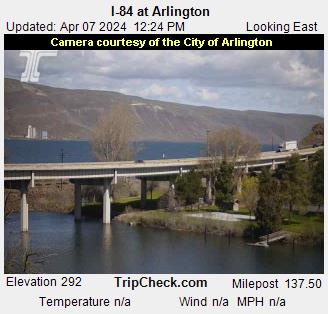 I-84 at Arlington
Updated: Apr 07 2024 12:24 PM Looking East
Camera courtesy of the City of Arlington
Elevation 292 TripCheck.com Milepost 137.50
Temperature n/a Wind n/a MPH n/a